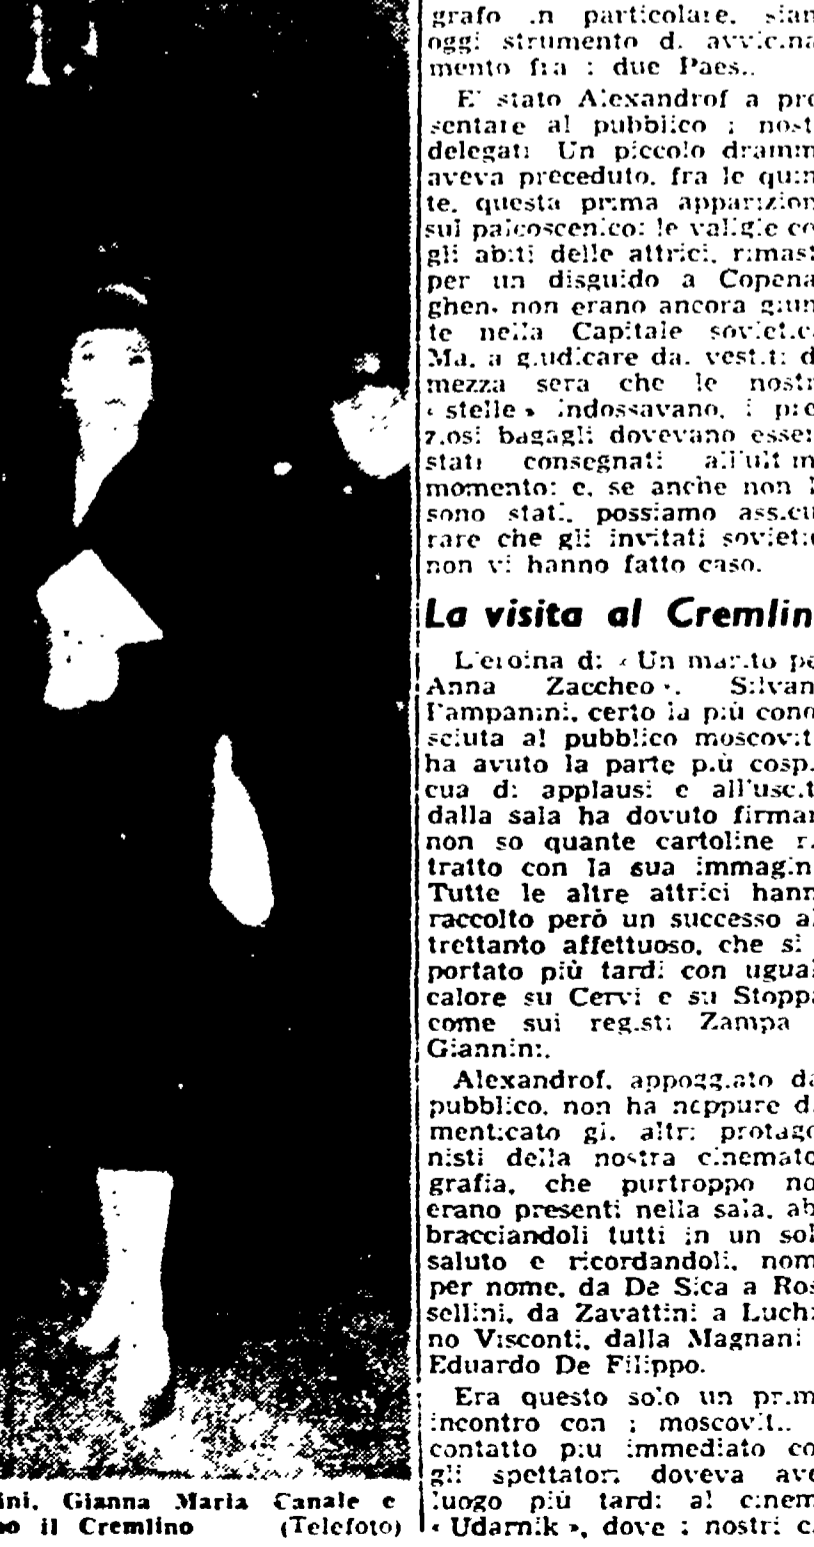 grafo in particolare, sian
oggi strumento di avvicina
mento fra i due Paesi.
E' stato Alexandrof a pre
sentare al pubblico i nost
delegati Un piccolo dramm
aveva preceduto, fra le quin
te, questa prima apparizion
sul palcoscenico: le valigie co
gli abiti delle attrici, rimast
per un disguido a Copena
ghen, non erano ancora giun
te nella Capitale sovietic
Ma, a giudicare dai vestiti d
mezza sera che le nostr
« stelle » indossavano, i pre
ziosi bagagli dovevano esser
stati consegnati all'ultim
momento: e, se anche non l
sono stati, possiamo assicu
rare che gli invitati sovieti
non vi hanno fatto caso.
La visita al Cremlin
L'eroina di « Un marito pe
Anna Zaccheo ». Silvan
Pampanini, certo la più cono
sciuta al pubblico moscovit
ha avuto la parte più cospi
cua di applausi e all'uscit
dalla sala ha dovuto firmar
non so quante cartoline ri
tratto con la sua immagin
Tutte le altre attrici hann
raccolto però un successo al
trettanto affettuoso, che si
portato più tardi con ugual
calore su Cervi e su Stoppa
come sui registi Zampa
Giannini.
Alexandrof, appoggiato da
pubblico, non ha neppure di
menticato gli altri protago
nisti della nostra cinemato
grafia, che purtroppo no
erano presenti nella sala, ab
bracciandoli tutti in un sol
saluto e ricordandoli, nom
per nome, da De Sica a Ros
sellini, da Zavattini a Luchi
no Visconti, dalla Magnani
Eduardo De Filippo.
Era questo solo un prim
incontro con i moscoviti.
contatto più immediato co
gli spettatori doveva ave
luogo più tardi al cinem
« Udarnik », dove i nostri c
ini, Gianna Maria Canale e
no il Cremlino (Telefoto)